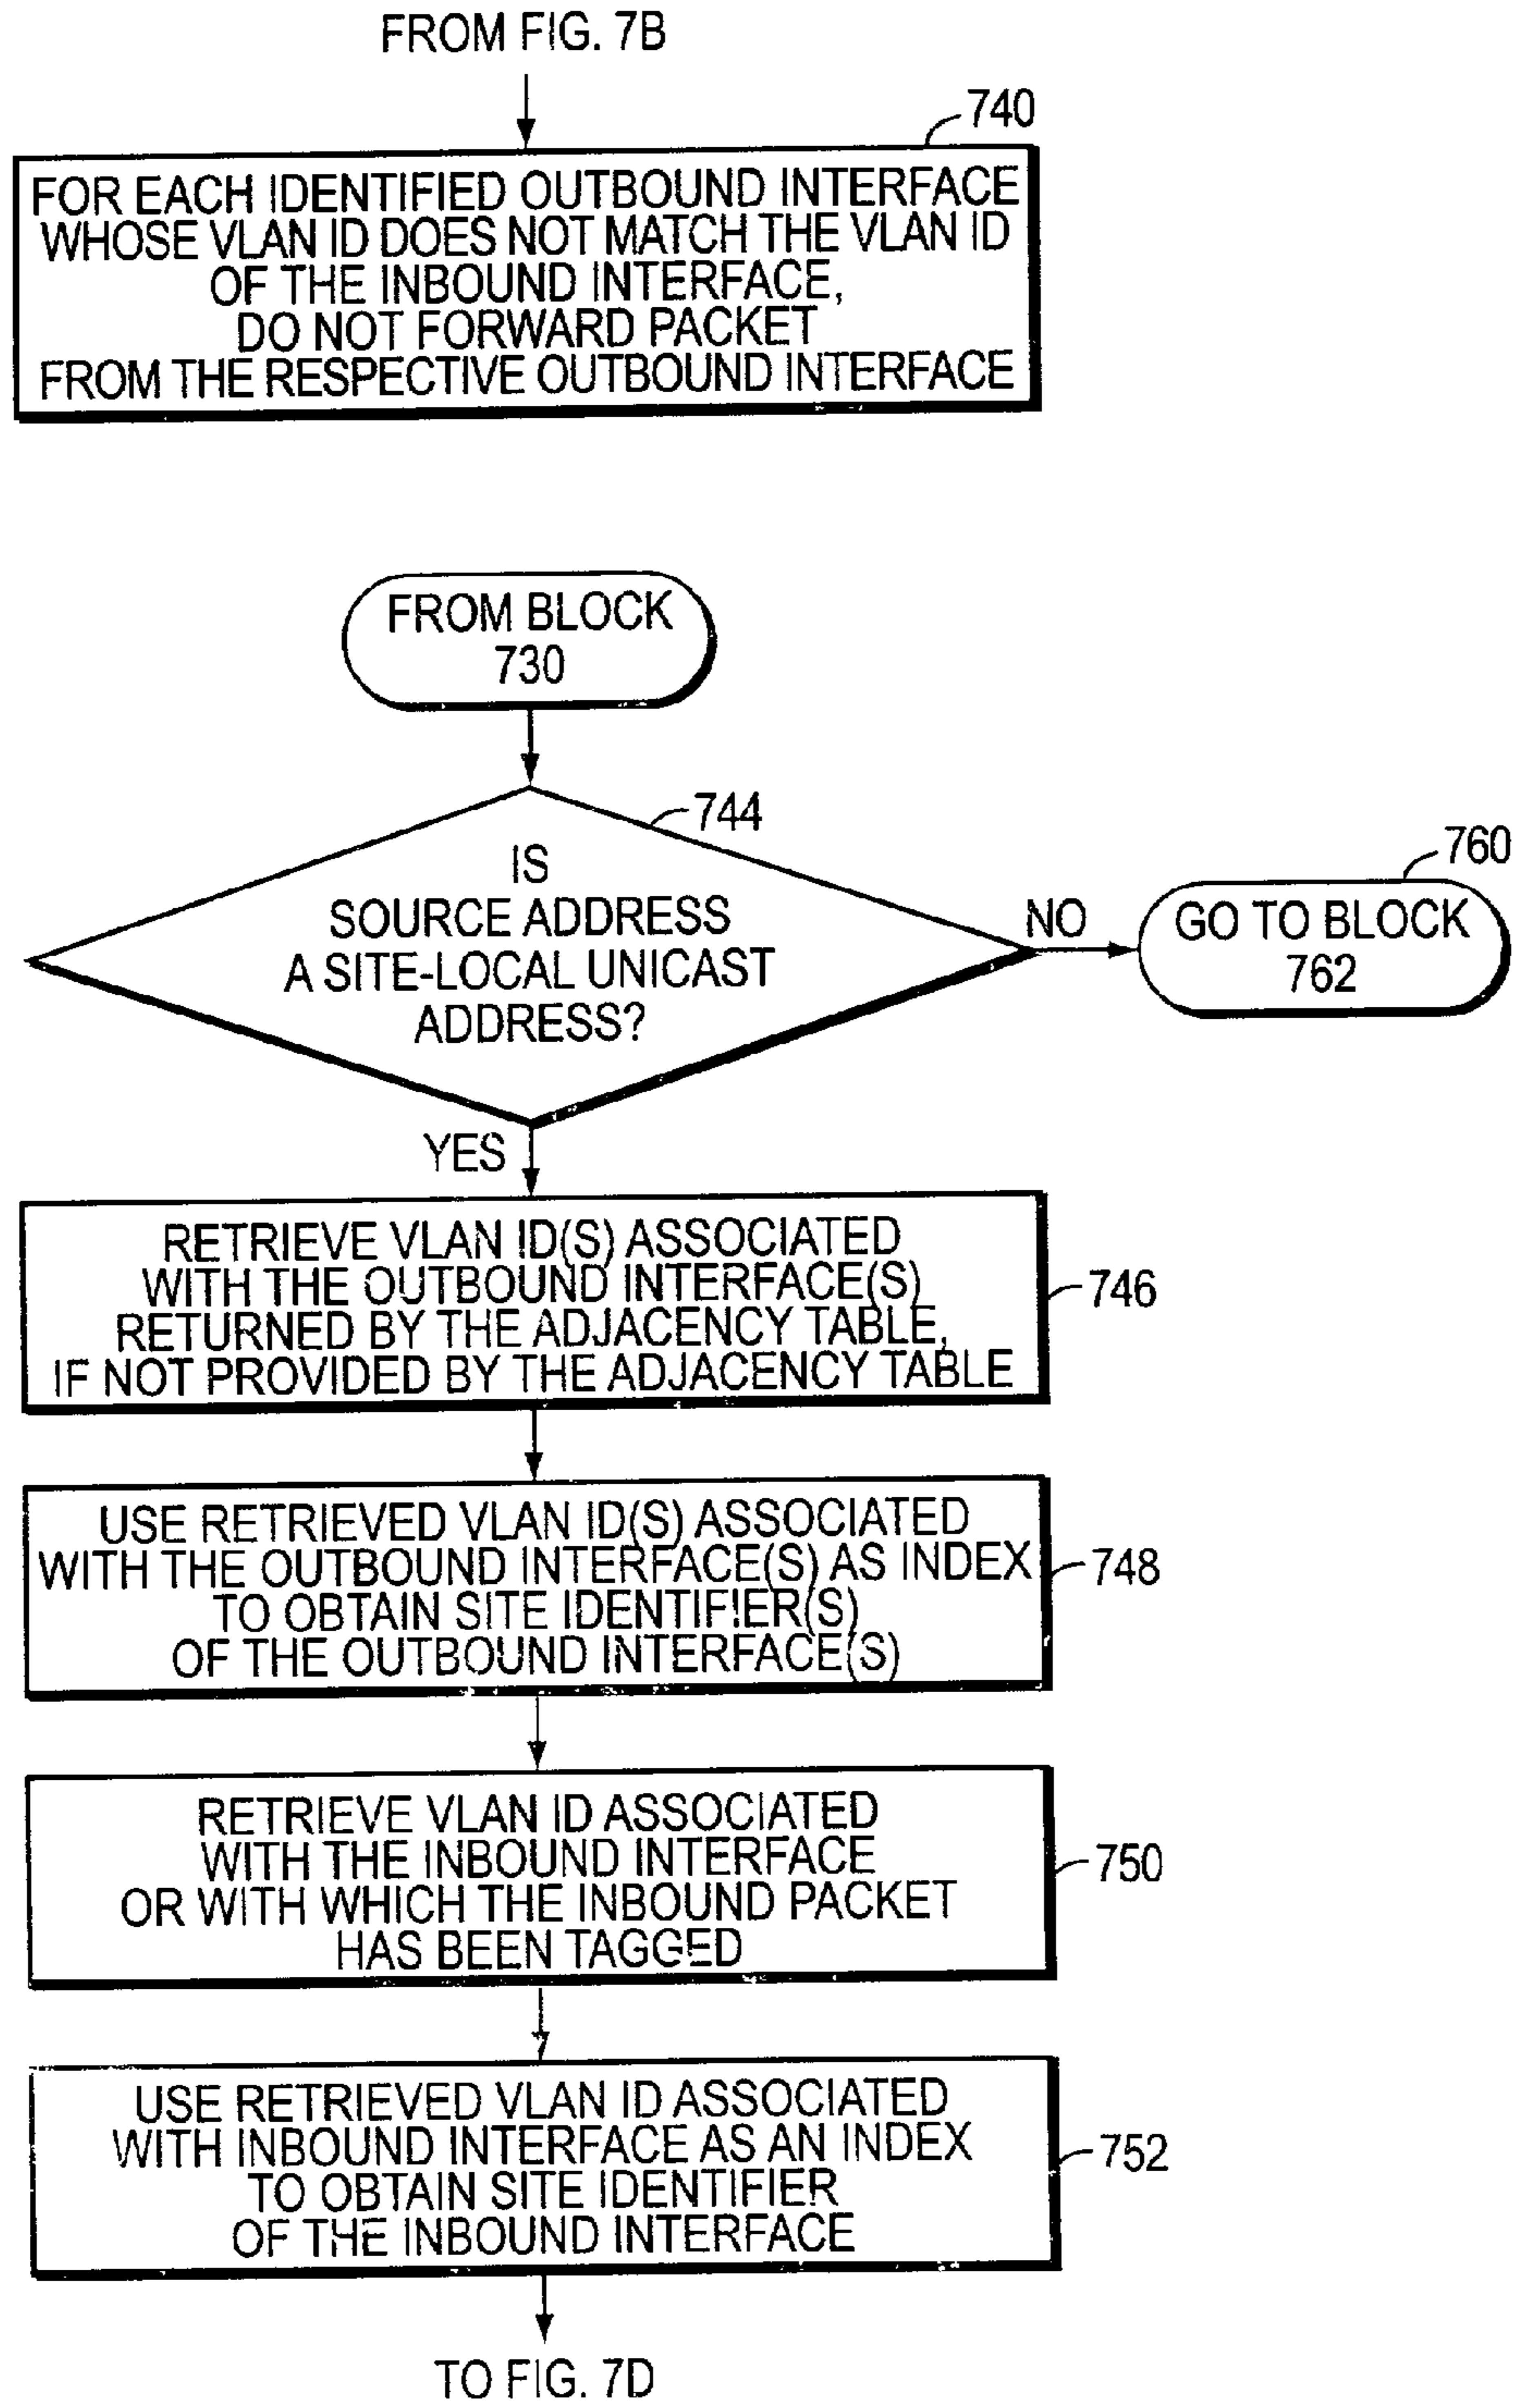 FROM FIG. 7B
740
FOR EACH IDENTIFIED OUTBOUND INTERFACE
WHOSE VLAN ID DOES NOT MATCH THE VLAN ID
OF THE INBOUND INTERFACE,
DO NOT FORWARD PACKET
FROM THE RESPECTIVE OUTBOUND INTERFACE
FROM BLOCK
730
744
IS
SOURCE ADDRESS
A SITE-LOCAL UNICAST
ADDRESS?
NO
760
GO TO BLOCK
762
YES
RETRIEVE VLAN ID(S) ASSOCIATED
WITH THE OUTBOUND INTERFACE(S)
RETURNED BY THE ADJACENCY TABLE,
IF NOT PROVIDED BY THE ADJACENCY TABLE
746
USE RETRIEVED VLAN ID(S) ASSOCIATED
WITH THE OUTBOUND INTERFACE(S) AS INDEX
TO OBTAIN SITE IDENTIFIER(S)
OF THE OUTBOUND INTERFACE(S)
748
RETRIEVE VLAN ID ASSOCIATED
WITH THE INBOUND INTERFACE
OR WITH WHICH THE INBOUND PACKET
HAS BEEN TAGGED
750
USE RETRIEVED VLAN ID ASSOCIATED
WITH INBOUND INTERFACE AS AN INDEX
TO OBTAIN SITE IDENTIFIER
OF THE INBOUND INTERFACE
752
TO FIG. 7D